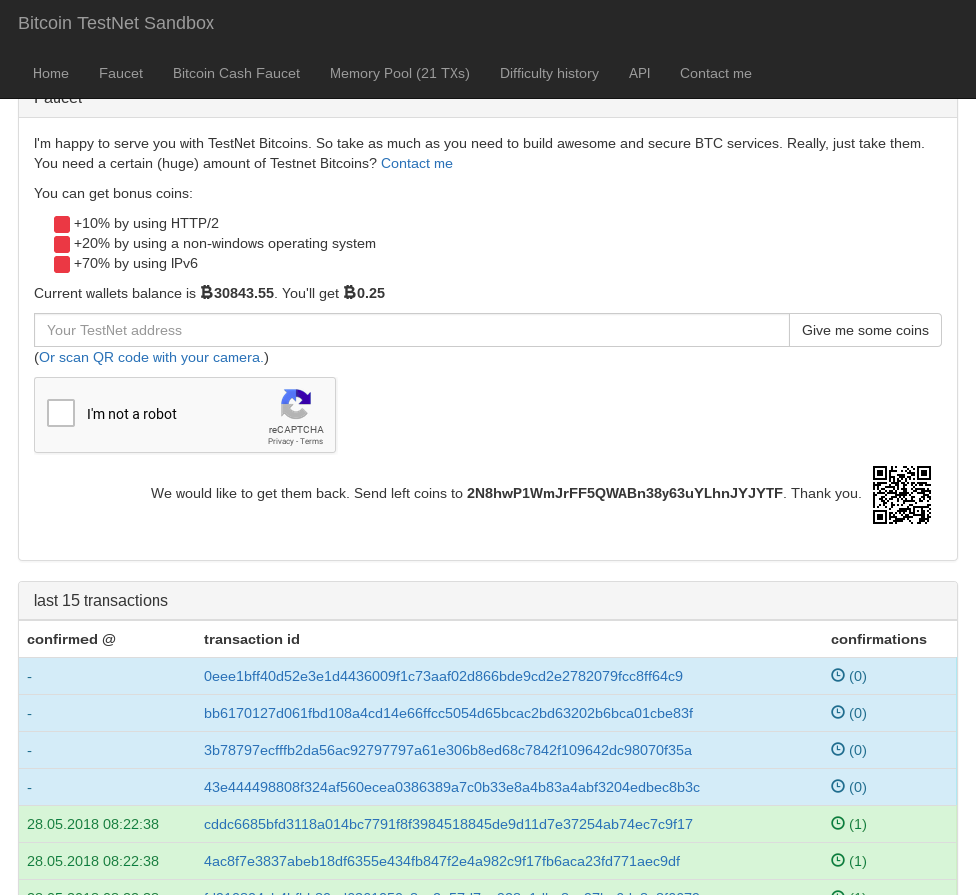 Bitcoin TestNet Sandbox
Home Faucet Bitcoin Cash Faucet Memory Pool (21 TXs) Difficulty history API Contact me
Faucet
I'm happy to serve you with TestNet Bitcoins. So take as much as you need to build awesome and secure BTC services. Really, just take them.
You need a certain (huge) amount of Testnet Bitcoins? Contact me
You can get bonus coins:
+10% by using HTTP/2
+20% by using a non-windows operating system
+70% by using IPv6
Current wallets balance is ₿30843.55. You'll get ₿0.25
Your TestNet address Give me some coins
(Or scan QR code with your camera.)
I'm not a robot
reCAPTCHA
Privacy - Terms
We would like to get them back. Send left coins to 2N8hwP1WmJrFF5QWABn38y63uYLhnJYJYTF. Thank you.
last 15 transactions
confirmed @ transaction id confirmations
- 0eee1bff40d52e3e1d4436009f1c73aaf02d866bde9cd2e2782079fcc8ff64c9 (0)
- bb6170127d061fbd108a4cd14e66ffcc5054d65bcac2bd63202b6bca01cbe83f (0)
- 3b78797ecfffb2da56ac92797797a61e306b8ed68c7842f109642dc98070f35a (0)
- 43e444498808f324af560ecea0386389a7c0b33e8a4b83a4abf3204edbec8b3c (0)
28.05.2018 08:22:38 cddc6685bfd3118a014bc7791f8f3984518845de9d11d7e37254ab74ec7c9f17 (1)
28.05.2018 08:22:38 4ac8f7e3837abeb18df6355e434fb847f2e4a982c9f17fb6aca23fd771aec9df (1)